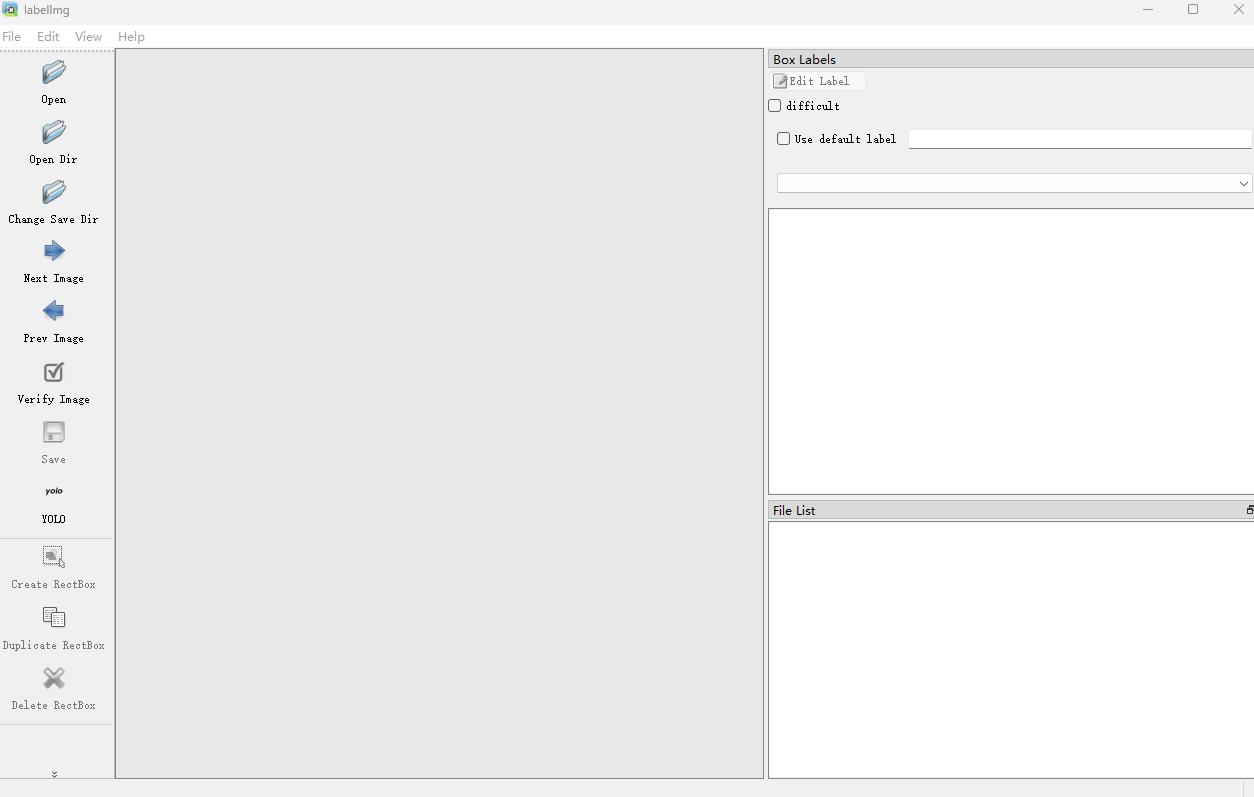 labelImg
File Edit View Help
Open
Open Dir
Change Save Dir
Next Image
Prev Image
Verify Image
Save
yolo
YOLO
Create RectBox
Duplicate RectBox
Delete RectBox
Box Labels
Edit Label
difficult
Use default label
File List